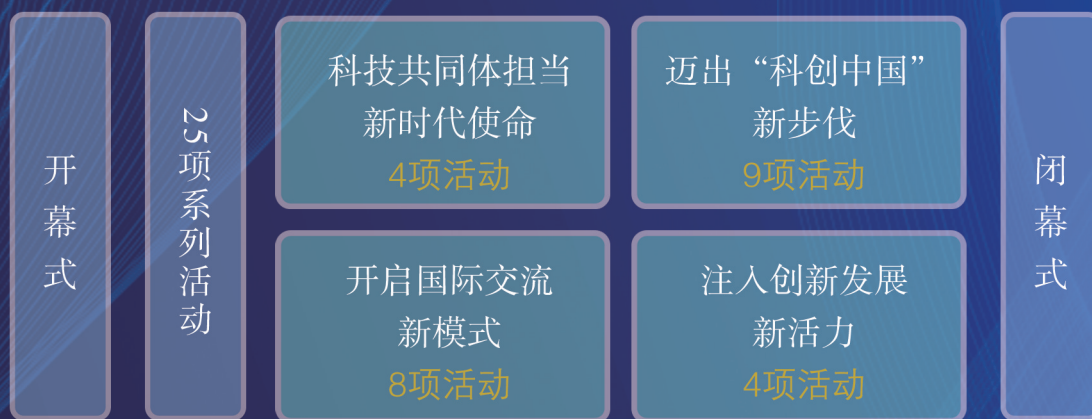 开幕式
25项系列活动
科技共同体担当
新时代使命
4项活动
迈出“科创中国”
新步伐
9项活动
开启国际交流
新模式
8项活动
注入创新发展
新活力
4项活动
闭幕式